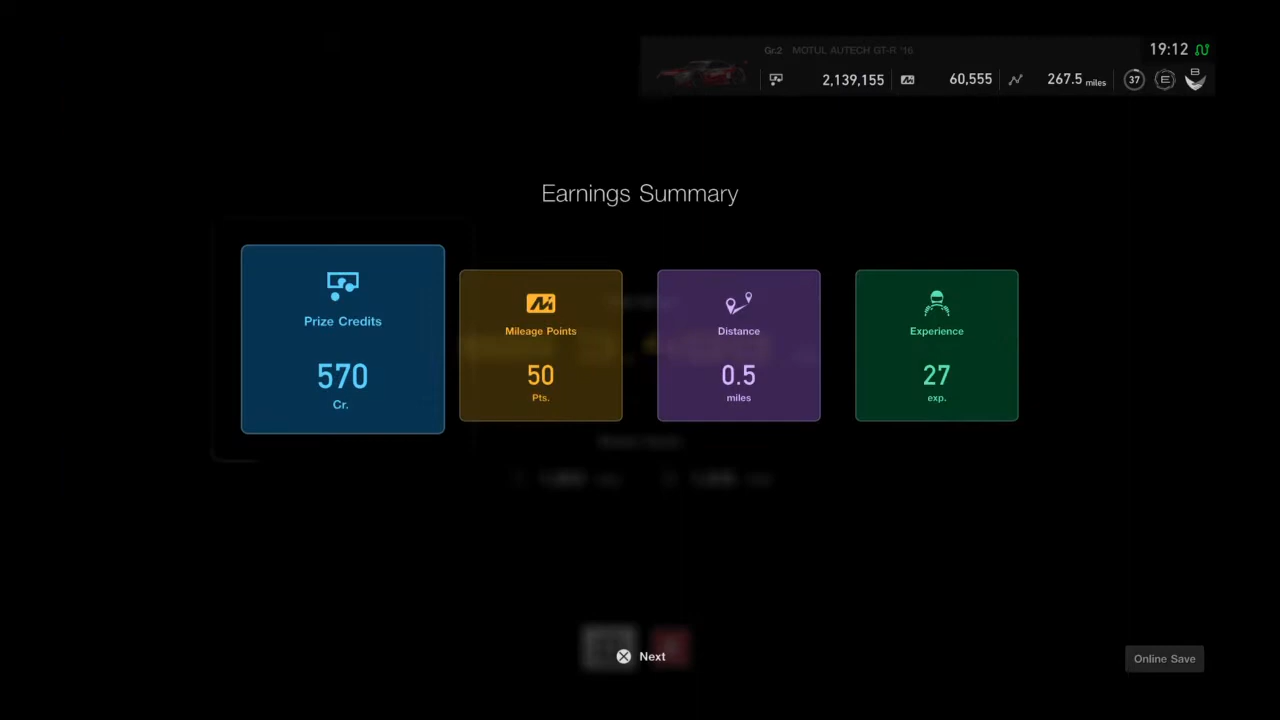 Gr.2 MOTUL AUTECH GT-R '16
19:12
2,139,155 60,555 267.5 miles 37 E B
Earnings Summary
Prize Credits
570
Cr.
Mileage Points
50
Pts.
Distance
0.5
miles
Experience
27
exp.
Next
Online Save